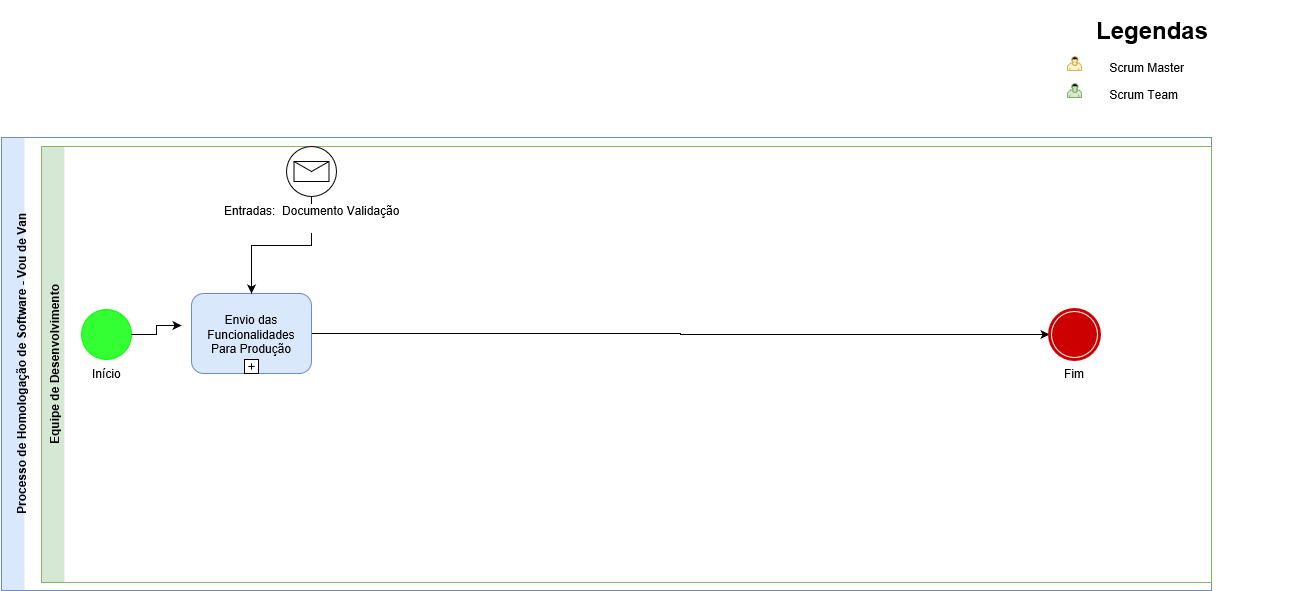 Legendas
Scrum Master
Scrum Team
Processo de Homologação de Software - Vou de Van
Equipe de Desenvolvimento
Entradas:  Documento Validação
Início
Envio das
Funcionalidades
Para Produção
+
Fim